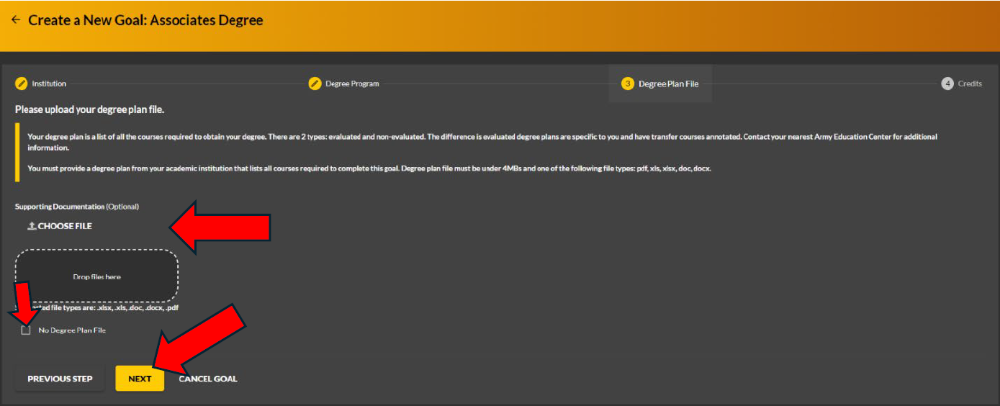 ← Create a New Goal: Associates Degree
Institution
Degree Program
3 Degree Plan File
4 Credits
Please upload your degree plan file.
Your degree plan is a list of all the courses required to obtain your degree. There are 2 types: evaluated and non-evaluated. The difference is evaluated degree plans are specific to you and have transfer courses annotated. Contact your nearest Army Education Center for additional
information.
You must provide a degree plan from your academic institution that lists all courses required to complete this goal. Degree plan file must be under 4MBs and one of the following file types: pdf, xls, xlsx, doc, docx.
Supporting Documentation (Optional)
CHOOSE FILE
Drop files here
file types are: .xlsx, .xls, .doc, .docx, .pdf
No Degree Plan File
PREVIOUS STEP
NEXT
CANCEL GOAL